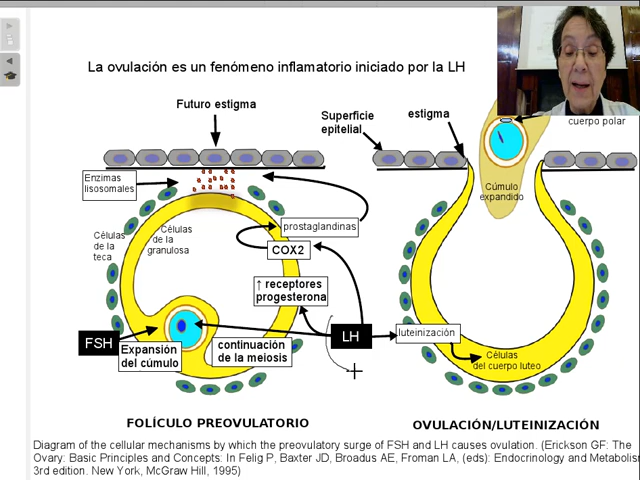 La ovulación es un fenómeno inflamatorio iniciado por la LH
Futuro estigma
Superficie
epitelial
estigma
cuerpo polar
Enzimas
lisosomales
Cúmulo
expandido
prostaglandinas
Células
de la
teca
Células
de la
granulosa
COX2
↑ receptores
progesterona
FSH
Expansión
del cúmulo
continuación
de la meiosis
LH
luteinización
Células
del cuerpo luteo
FOLÍCULO PREOVULATORIO
OVULACIÓN/LUTEINIZACIÓN
Diagram of the cellular mechanisms by which the preovulatory surge of FSH and LH causes ovulation. (Erickson GF: The
Ovary: Basic Principles and Concepts: In Felig P, Baxter JD, Broadus AE, Froman LA, (eds): Endocrinology and Metabolism
3rd edition. New York, McGraw Hill, 1995)